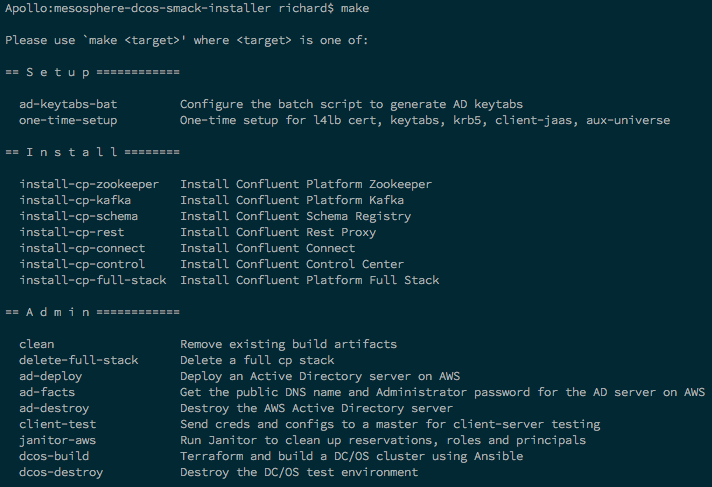 Apollo:mesosphere-dcos-smack-installer richard$ make
Please use `make <target>' where <target> is one of:
== S e t u p ============
ad-keytabs-bat Configure the batch script to generate AD keytabs
one-time-setup One-time setup for l4lb cert, keytabs, krb5, client-jaas, aux-universe
== I n s t a l l ========
install-cp-zookeeper Install Confluent Platform Zookeeper
install-cp-kafka Install Confluent Platform Kafka
install-cp-schema Install Confluent Schema Registry
install-cp-rest Install Confluent Rest Proxy
install-cp-connect Install Confluent Connect
install-cp-control Install Confluent Control Center
install-cp-full-stack Install Confluent Platform Full Stack
== A d m i n ============
clean Remove existing build artifacts
delete-full-stack Delete a full cp stack
ad-deploy Deploy an Active Directory server on AWS
ad-facts Get the public DNS name and Administrator password for the AD server on AWS
ad-destroy Destroy the AWS Active Directory server
client-test Send creds and configs to a master for client-server testing
janitor-aws Run Janitor to clean up reservations, roles and principals
dcos-build Terraform and build a DC/OS cluster using Ansible
dcos-destroy Destroy the DC/OS test environment